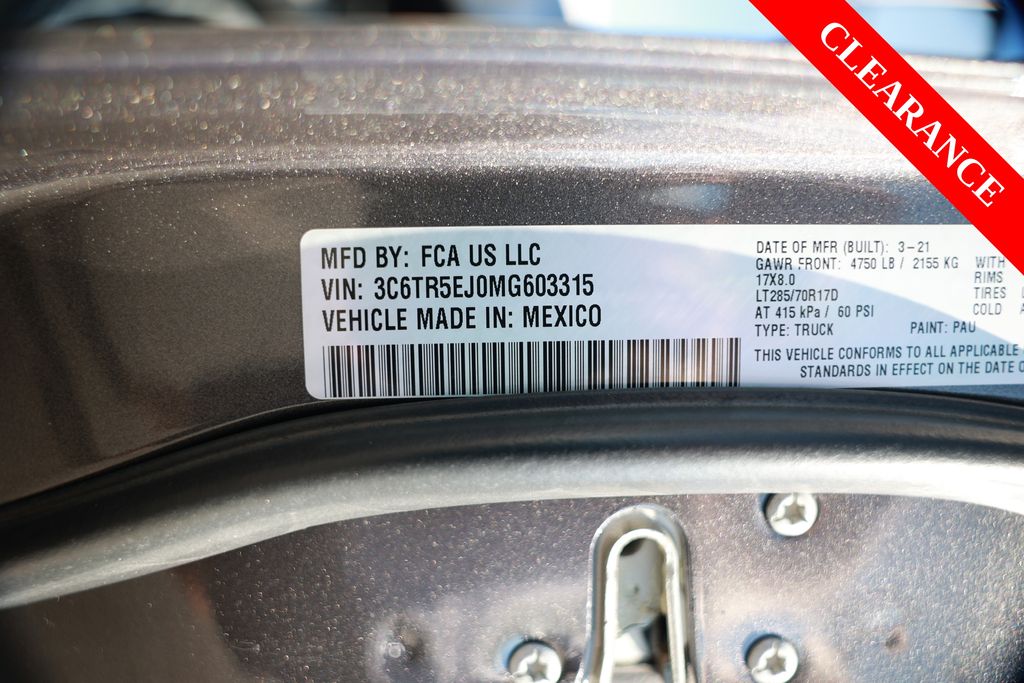 CLEARANCE
MFD BY: FCA US LLC
VIN: 3C6TR5EJ0MG603315
VEHICLE MADE IN: MEXICO
DATE OF MFR (BUILT): 3-21
GAWR FRONT: 4750 LB / 2155 KG WITH
17X8.0 RIMS
LT285/70R17D TIRES
AT 415 kPa / 60 PSI COLD
TYPE: TRUCK PAINT: PAU
THIS VEHICLE CONFORMS TO ALL APPLICABLE
STANDARDS IN EFFECT ON THE DATE